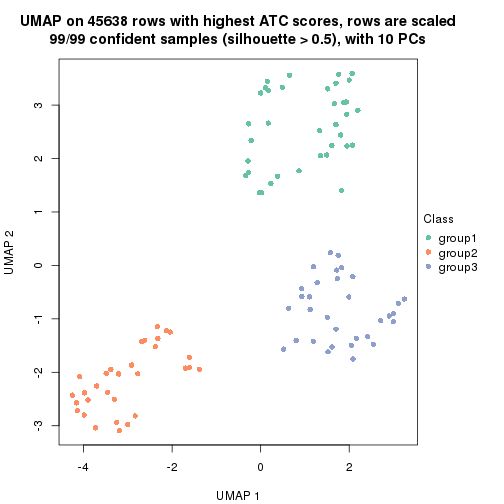 UMAP on 45638 rows with highest ATC scores, rows are scaled
99/99 confident samples (silhouette > 0.5), with 10 PCs
3
2
1
0
-1
-2
-3
UMAP 2
-4
-2
0
2
UMAP 1
Class
group1
group2
group3